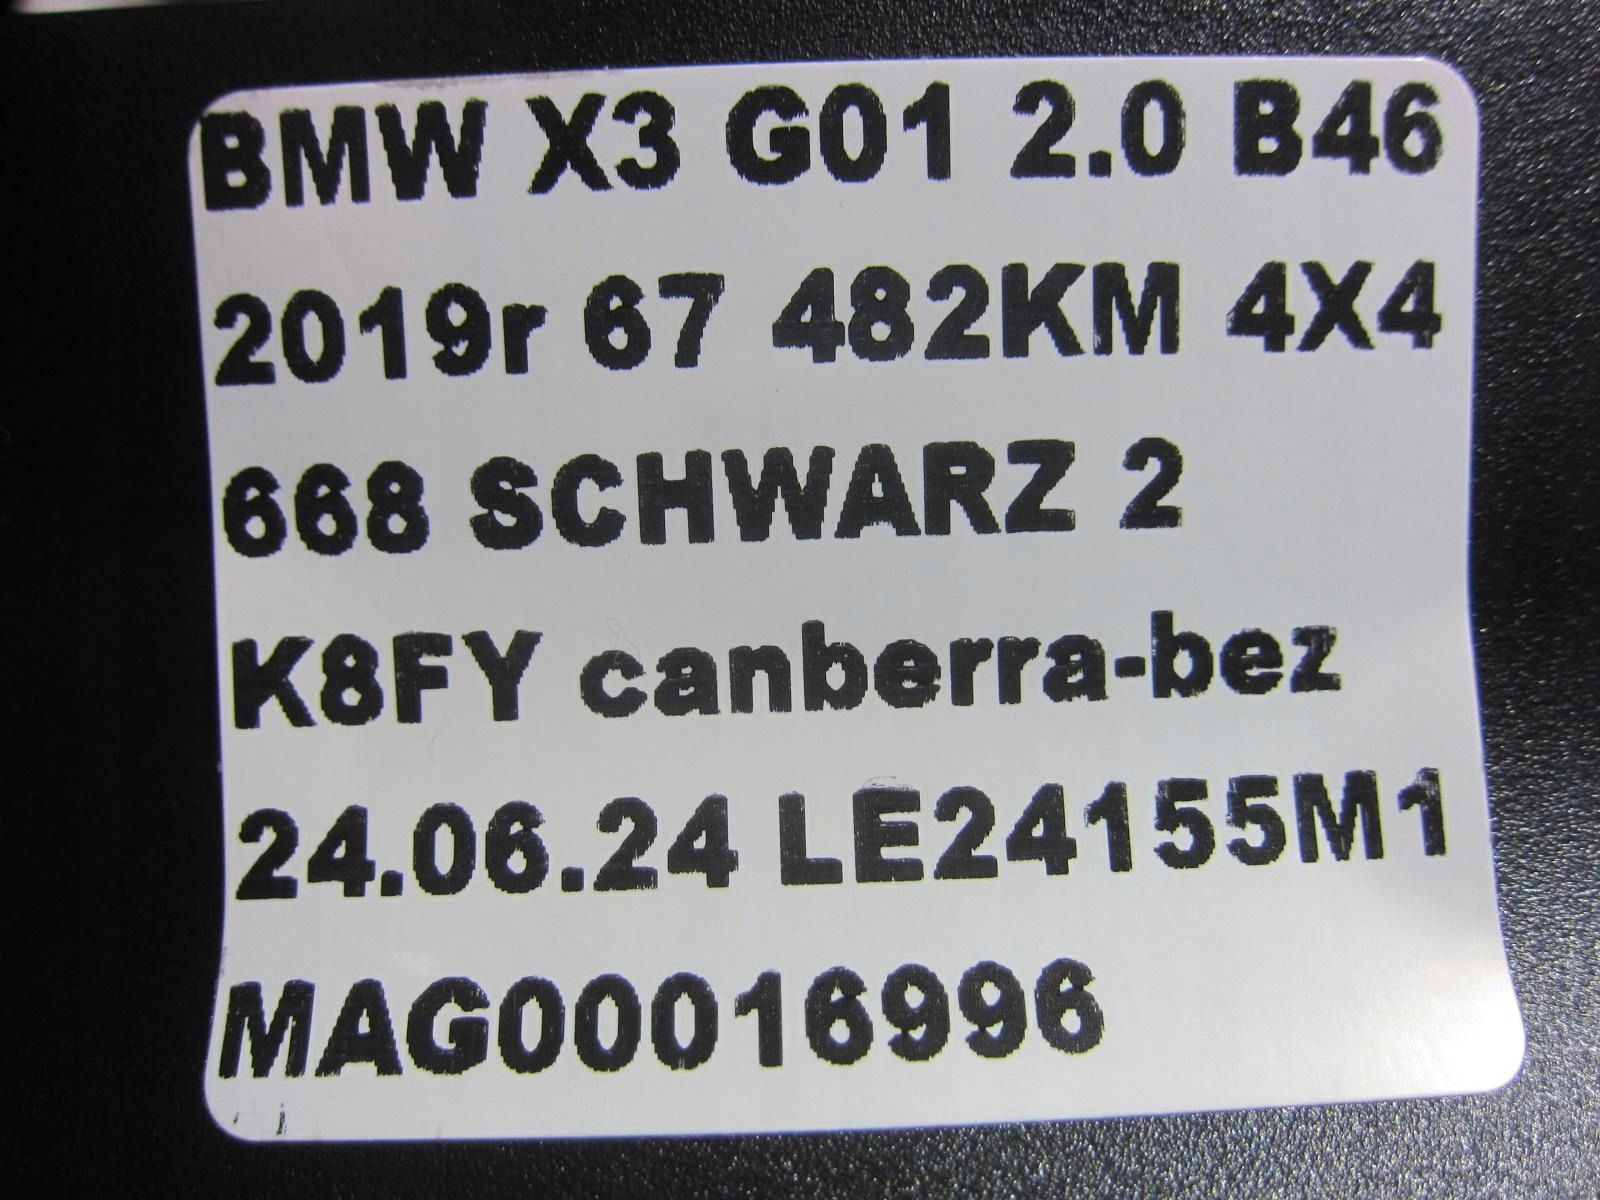 BMW X3 G01 2.0 B46
2019r 67 482KM 4X4
668 SCHWARZ 2
K8FY canberra-bez
24.06.24 LE24155M1
MAG00016996